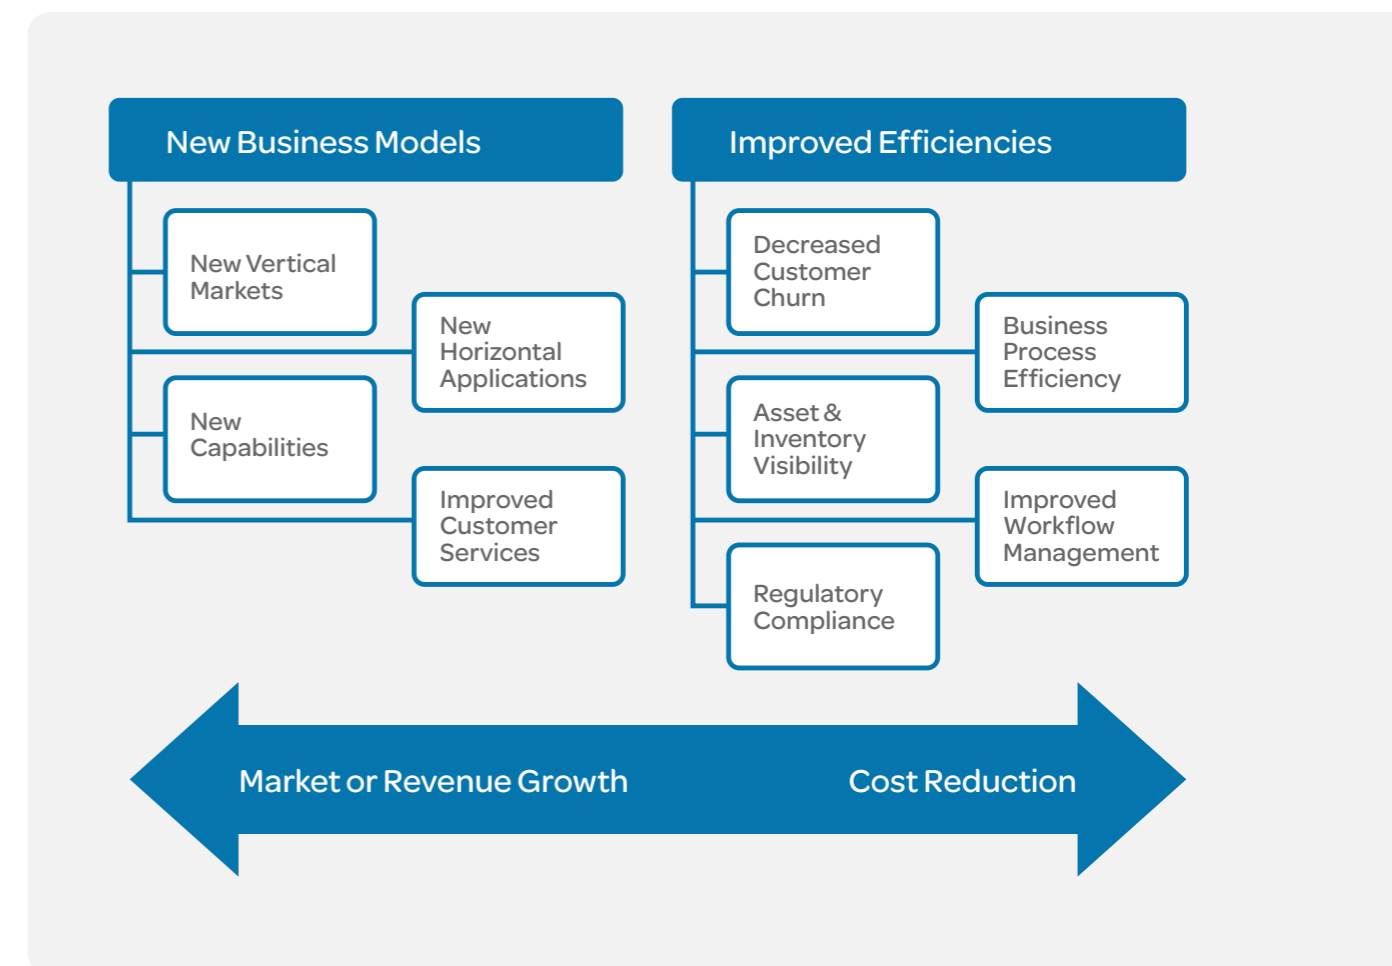 New Business Models
New Vertical
Markets
New
Horizontal
Applications
New
Capabilities
Improved
Customer
Services
Improved Efficiencies
Decreased
Customer
Churn
Business
Process
Efficiency
Asset &
Inventory
Visibility
Improved
Workflow
Management
Regulatory
Compliance
Market or Revenue Growth
Cost Reduction